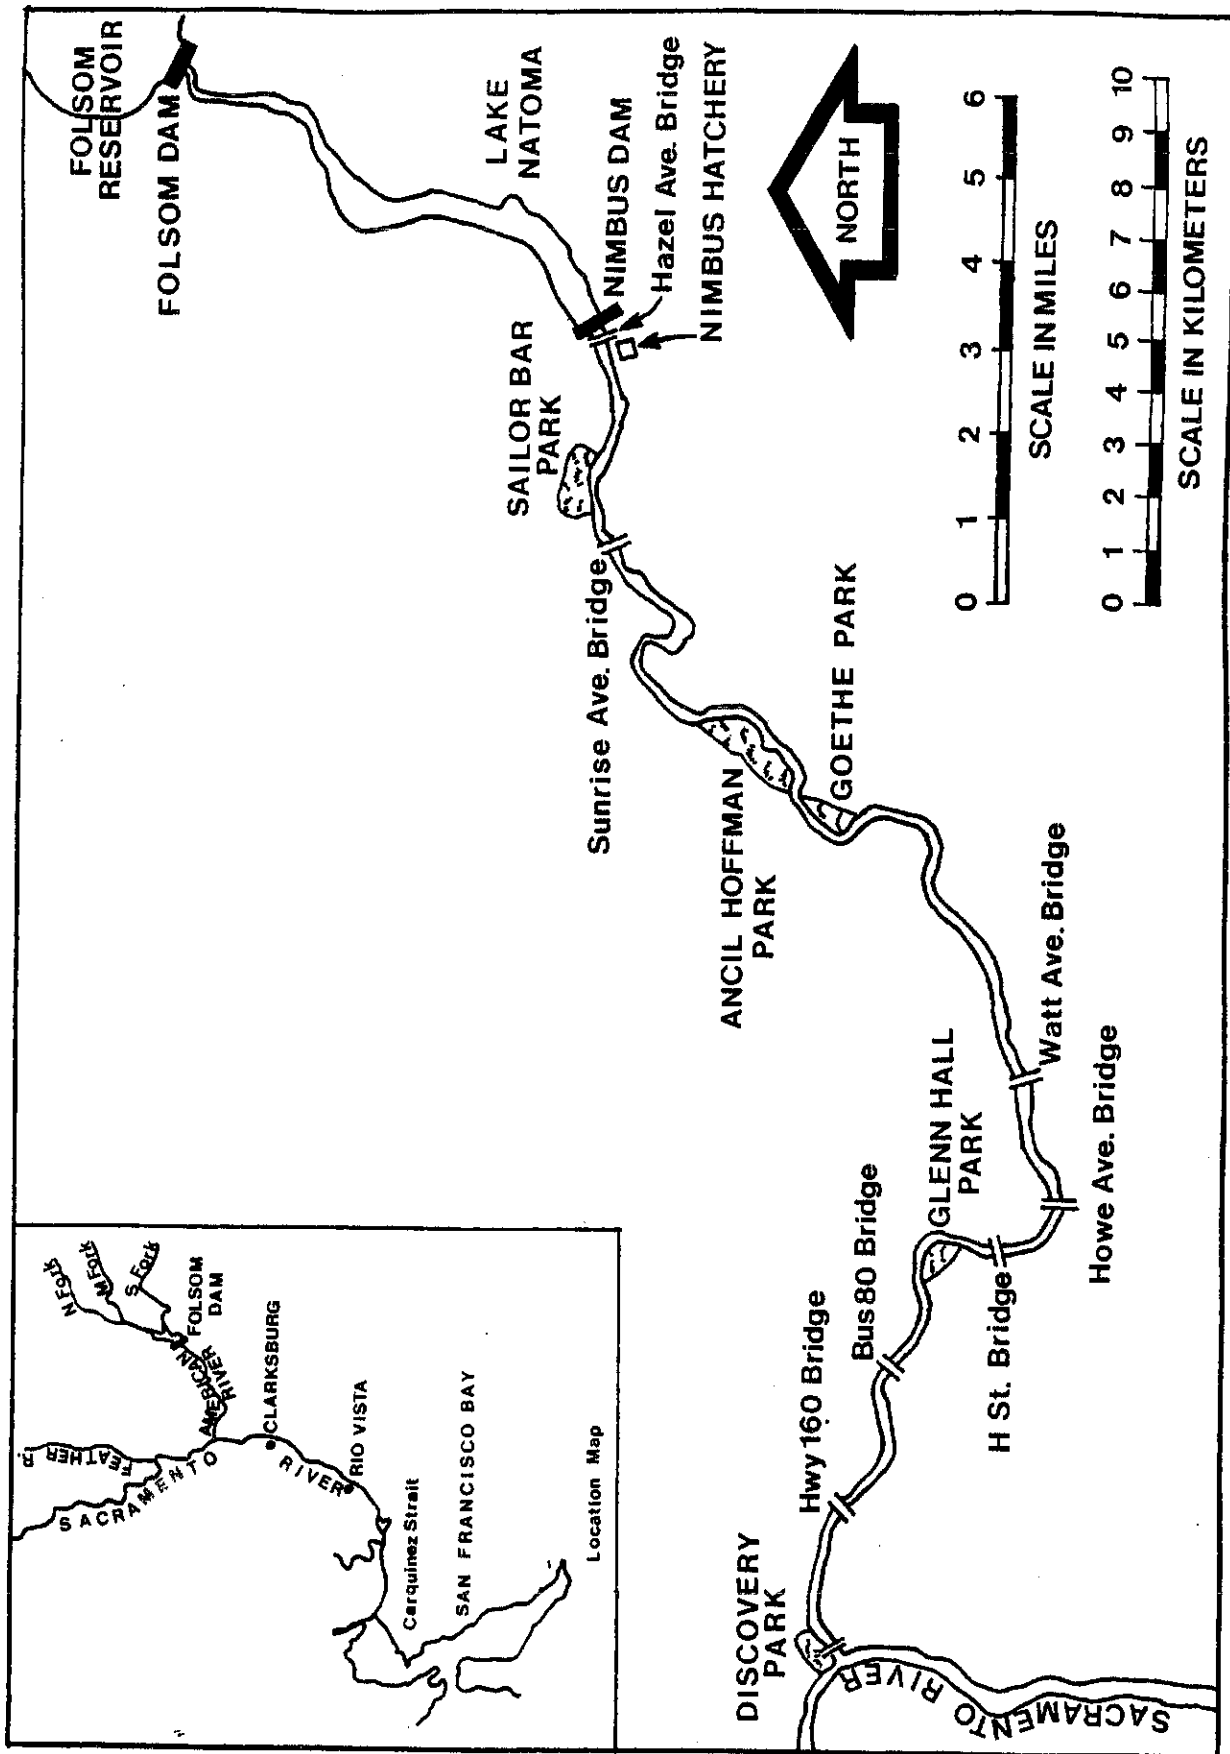 N Fork
M Fork
S Fork
FOLSOM
DAM
AMERICAN
RIVER
FEATHER R.
SACRAMENTO
RIVER
CLARKSBURG
RIO VISTA
Carquinez Strait
SAN FRANCISCO BAY
Location Map
FOLSOM
RESERVOIR
FOLSOM DAM
LAKE
NATOMA
NIMBUS DAM
Hazel Ave. Bridge
NIMBUS HATCHERY
SAILOR BAR
PARK
Sunrise Ave. Bridge
ANCIL HOFFMAN
PARK
GOETHE PARK
Watt Ave. Bridge
Howe Ave. Bridge
GLENN HALL
PARK
H St. Bridge
Bus 80 Bridge
Hwy 160 Bridge
DISCOVERY
PARK
SACRAMENTO RIVER
NORTH
0 1 2 3 4 5 6
SCALE IN MILES
0 1 2 3 4 5 6 7 8 9 10
SCALE IN KILOMETERS